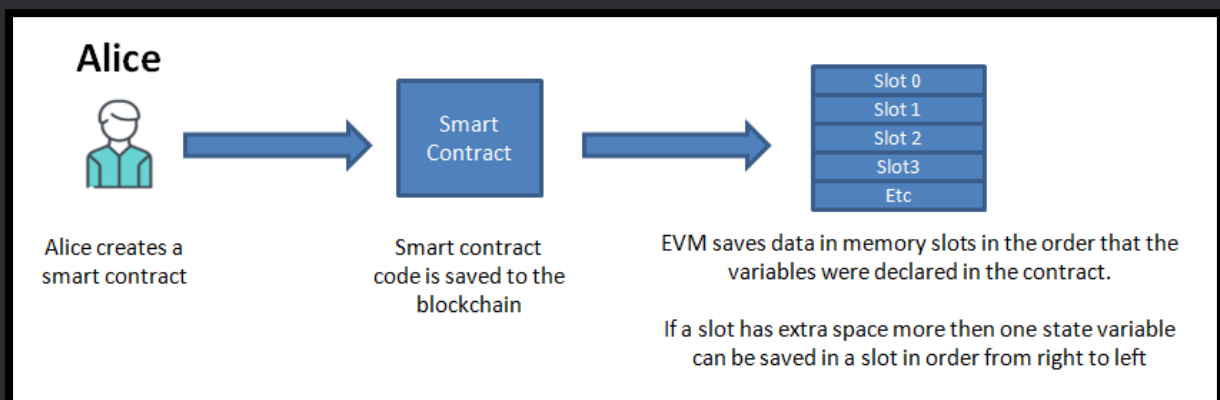 Alice
Alice creates a
smart contract
Smart
Contract
Smart contract
code is saved to the
blockchain
Slot 0
Slot 1
Slot 2
Slot3
Etc
EVM saves data in memory slots in the order that the
variables were declared in the contract.
If a slot has extra space more then one state variable
can be saved in a slot in order from right to left